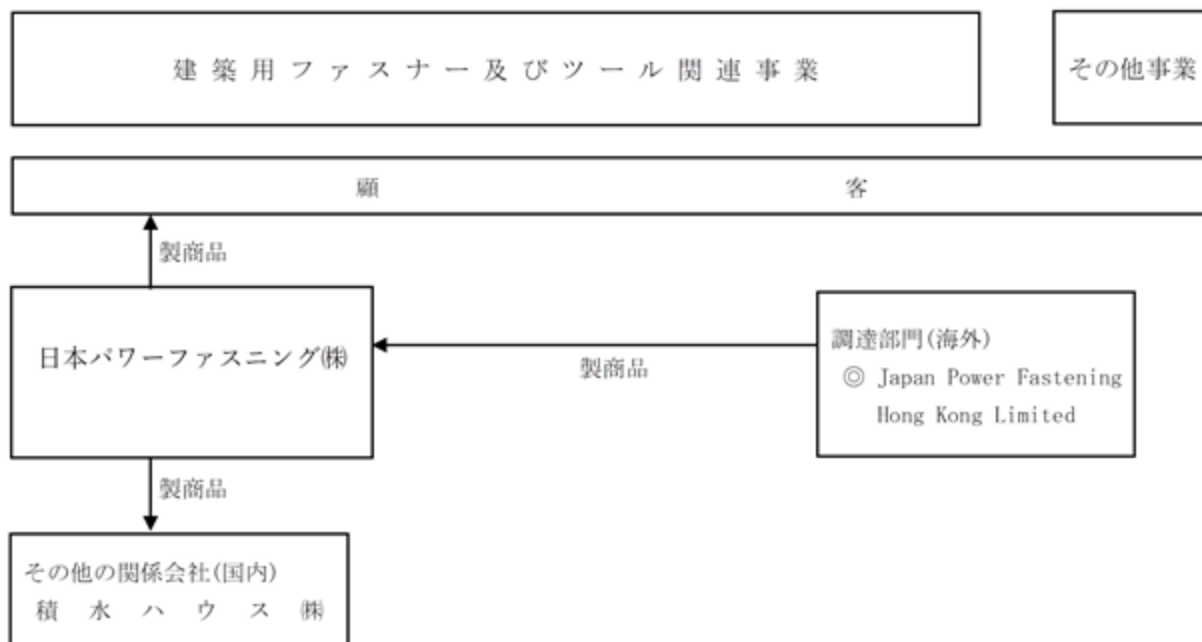 建築用ファスナー及びツール関連事業
その他事業
顧客
製商品
日本パワーファスニング㈱
製商品
調達部門(海外)
◎ Japan Power Fastening
Hong Kong Limited
製商品
その他の関係会社(国内)
積水ハウス㈱